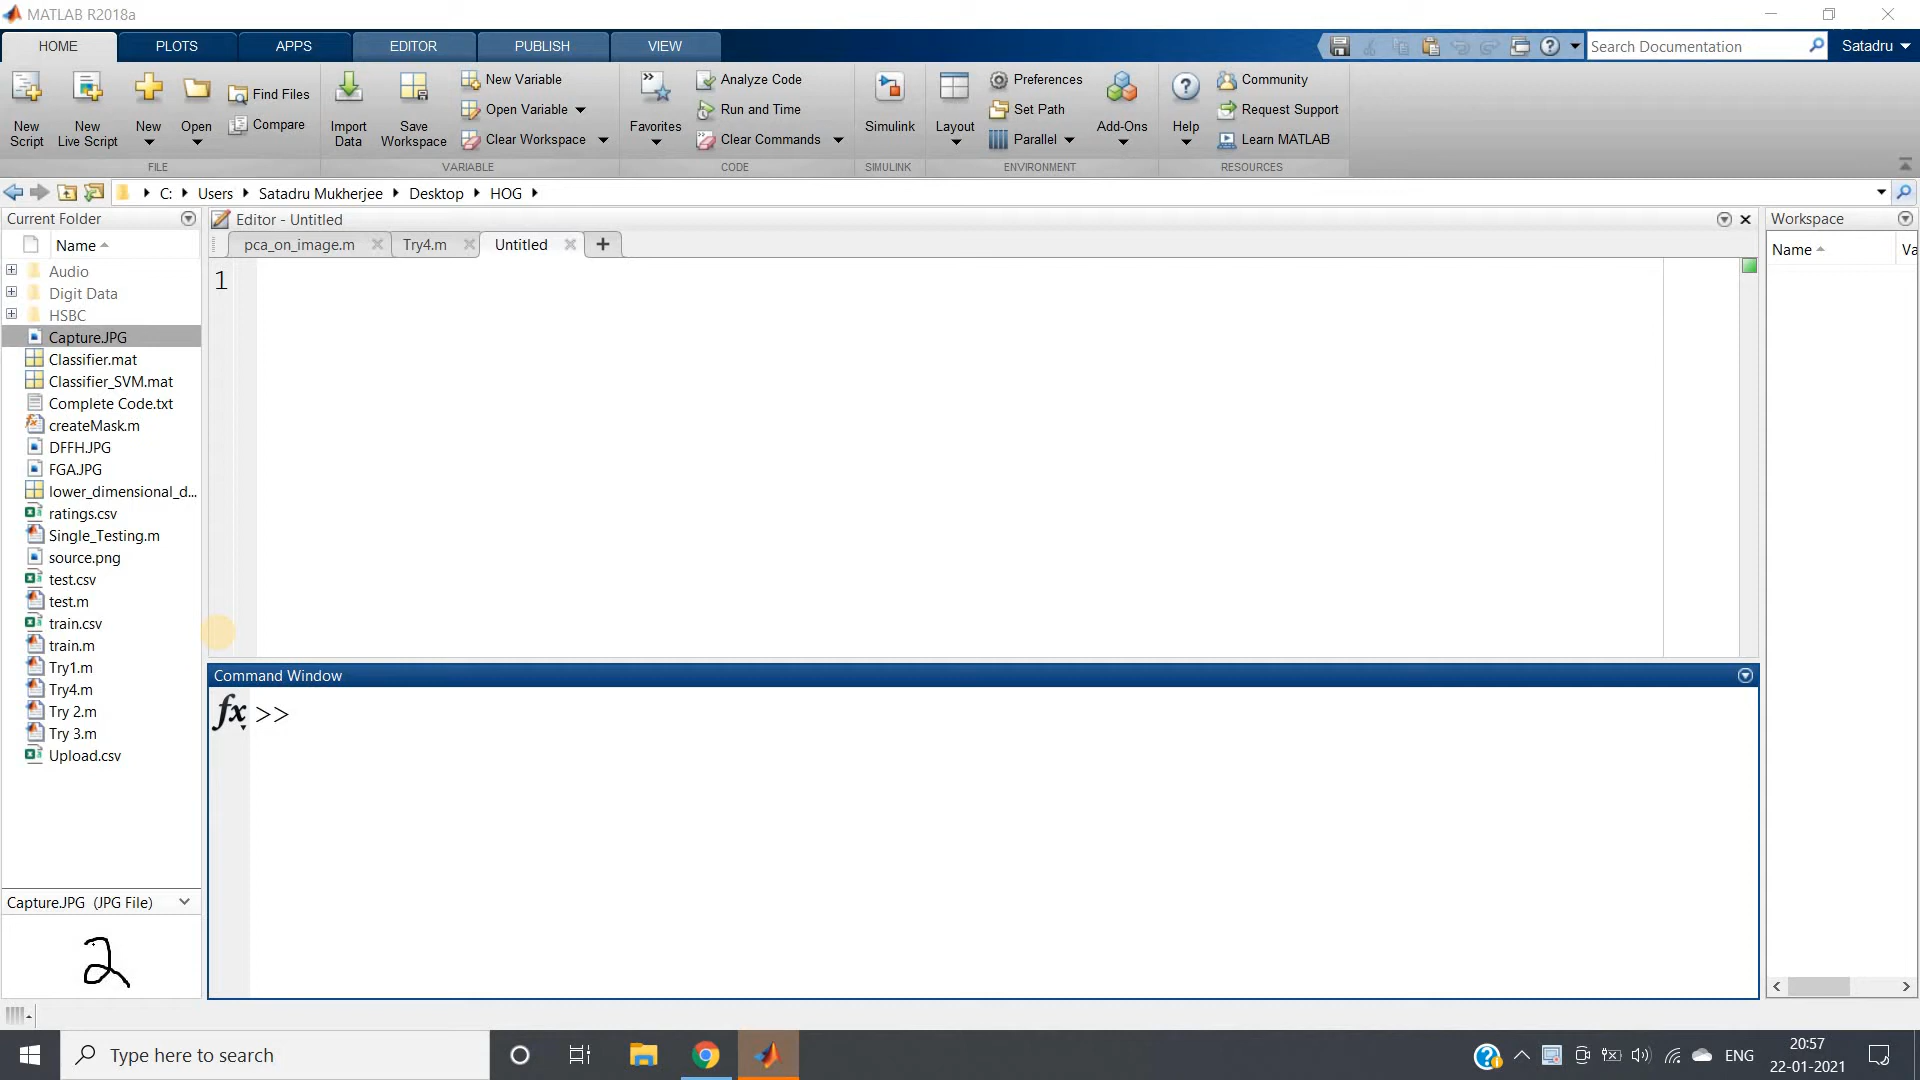 MATLAB R2018a
HOME PLOTS APPS EDITOR PUBLISH VIEW Search Documentation Satadru
New Script
New Live Script
New
Open
Find Files
Compare
FILE
Import Data
Save Workspace
New Variable
Open Variable
Clear Workspace
VARIABLE
Favorites
Analyze Code
Run and Time
Clear Commands
CODE
Simulink
SIMULINK
Layout
Preferences
Set Path
Parallel
Add-Ons
ENVIRONMENT
Help
Community
Request Support
Learn MATLAB
RESOURCES
C: Users Satadru Mukherjee Desktop HOG
Current Folder
Name
Audio
Digit Data
HSBC
Capture.JPG
Classifier.mat
Classifier_SVM.mat
Complete Code.txt
createMask.m
DFFH.JPG
FGA.JPG
lower_dimensional_d...
ratings.csv
Single_Testing.m
source.png
test.csv
test.m
train.csv
train.m
Try1.m
Try4.m
Try 2.m
Try 3.m
Upload.csv
Capture.JPG (JPG File)
2
Editor - Untitled
pca_on_image.m Try4.m Untitled
1
Command Window
fx >>
Workspace
Name Va
Type here to search
ENG
20:57
22-01-2021